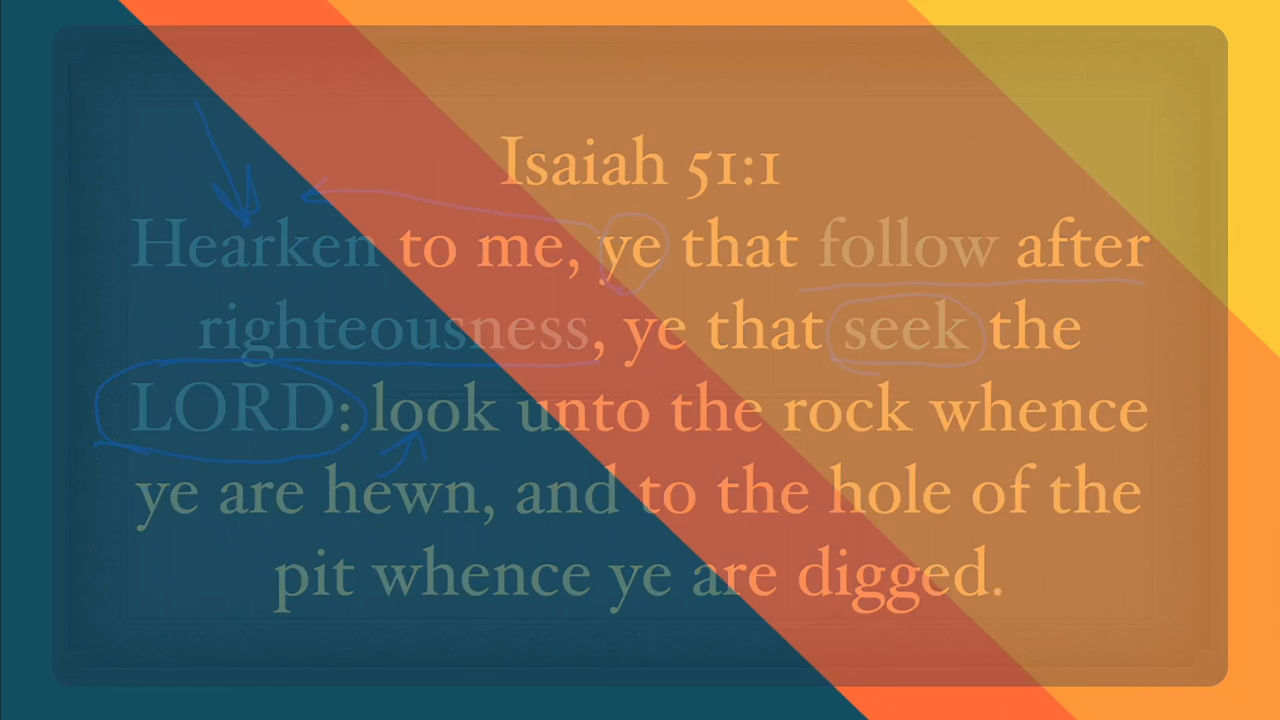 Isaiah 51:1
Hearken to me, ye that follow after
righteousness, ye that seek the
LORD: look unto the rock whence
ye are hewn, and to the hole of the
pit whence ye are digged.